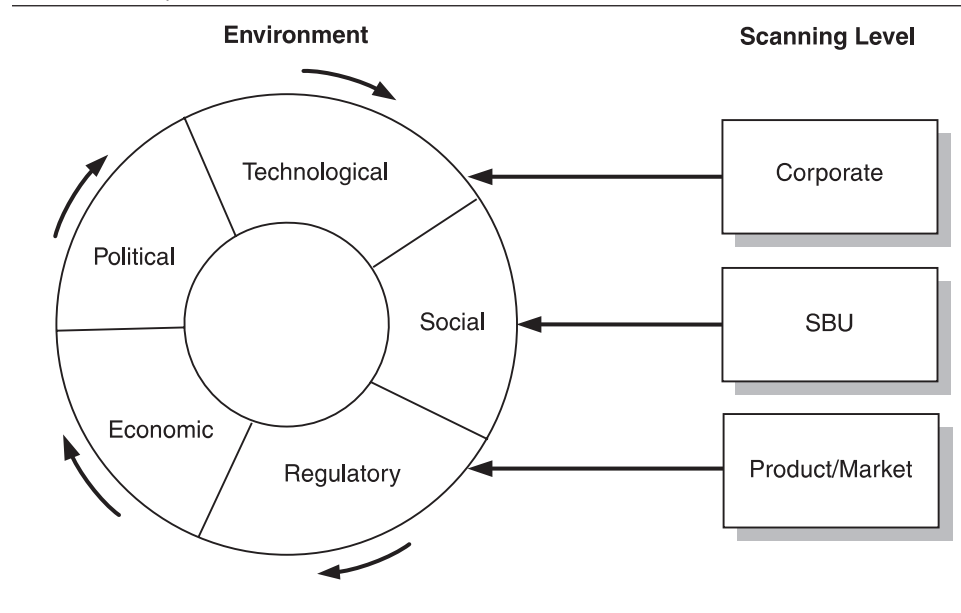 Environment
Scanning Level
Technological
Corporate
Political
Social
SBU
Economic
Regulatory
Product/Market